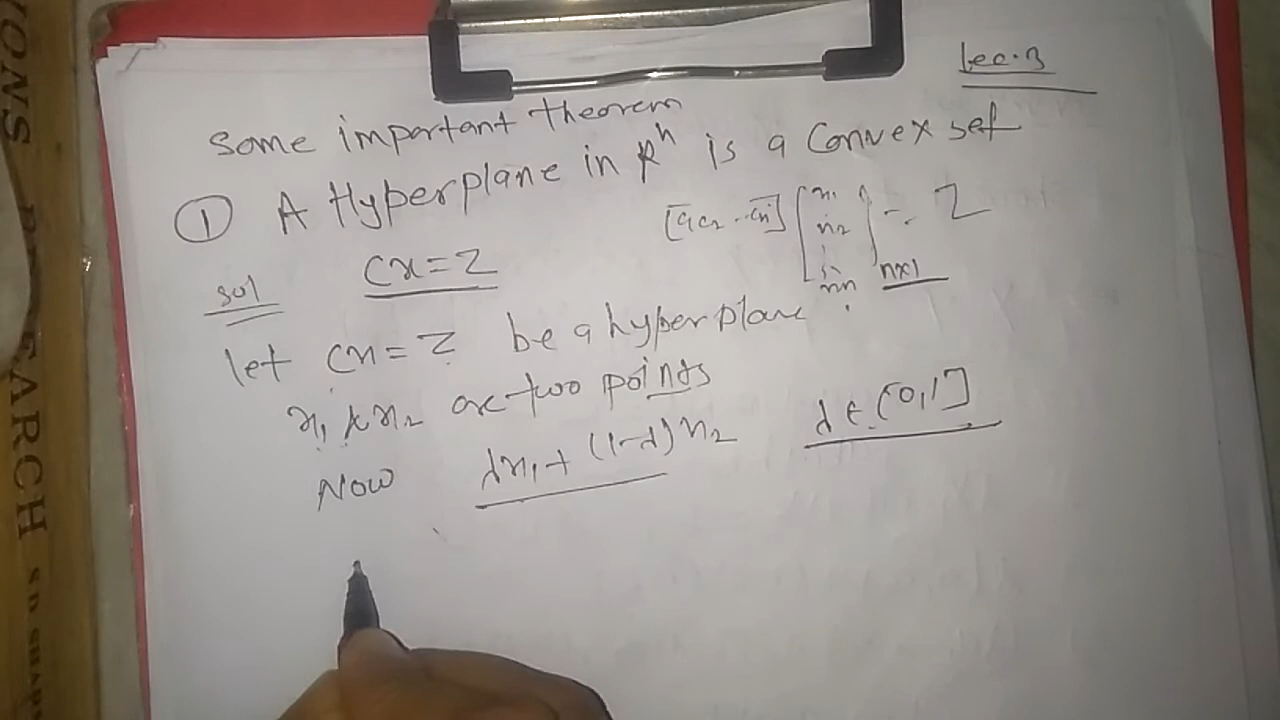 Lec.3
Some important theorem
① A Hyperplane in Rⁿ is a Convex set
[c₁ c₂ .. cₙ] [x₁ x₂ : xₙ] n×1 = Z
Sol Cx = Z
let Cx = Z be a hyperplane
x₁ & x₂ are two points
Now λx₁ + (1-λ)x₂ λ ∈ [0,1]